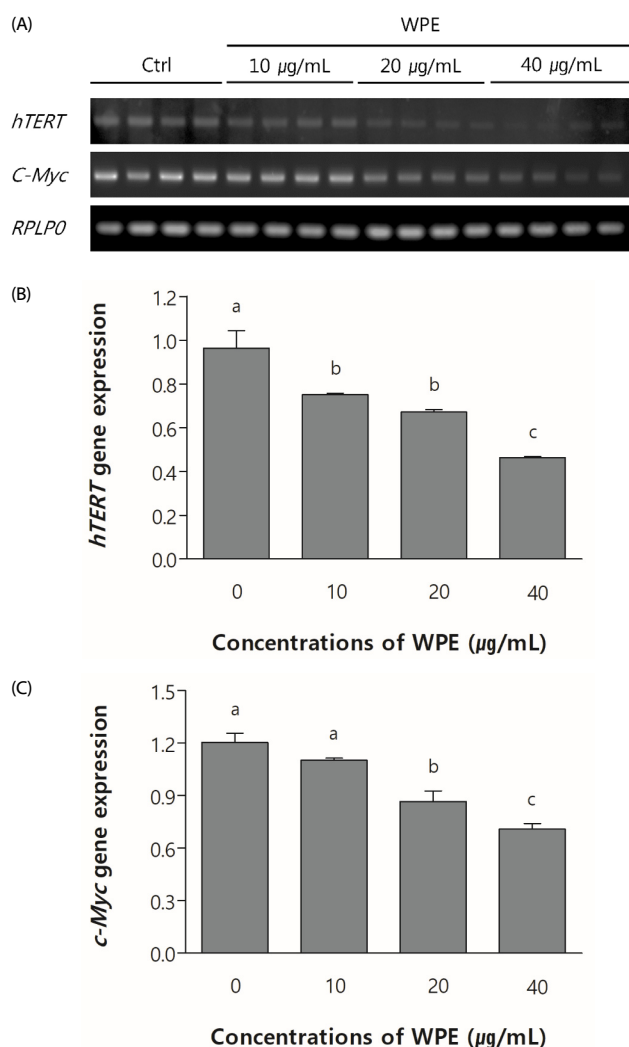 (A)
WPE
Ctrl 10 µg/mL 20 µg/mL 40 µg/mL
hTERT
C-Myc
RPLP0
(B)
hTERT gene expression
1.2
1.0
0.8
0.6
0.4
0.2
0.0
a
b
b
c
0 10 20 40
Concentrations of WPE (µg/mL)
(C)
c-Myc gene expression
1.5
1.2
0.9
0.6
0.3
0.0
a
a
b
c
0 10 20 40
Concentrations of WPE (µg/mL)